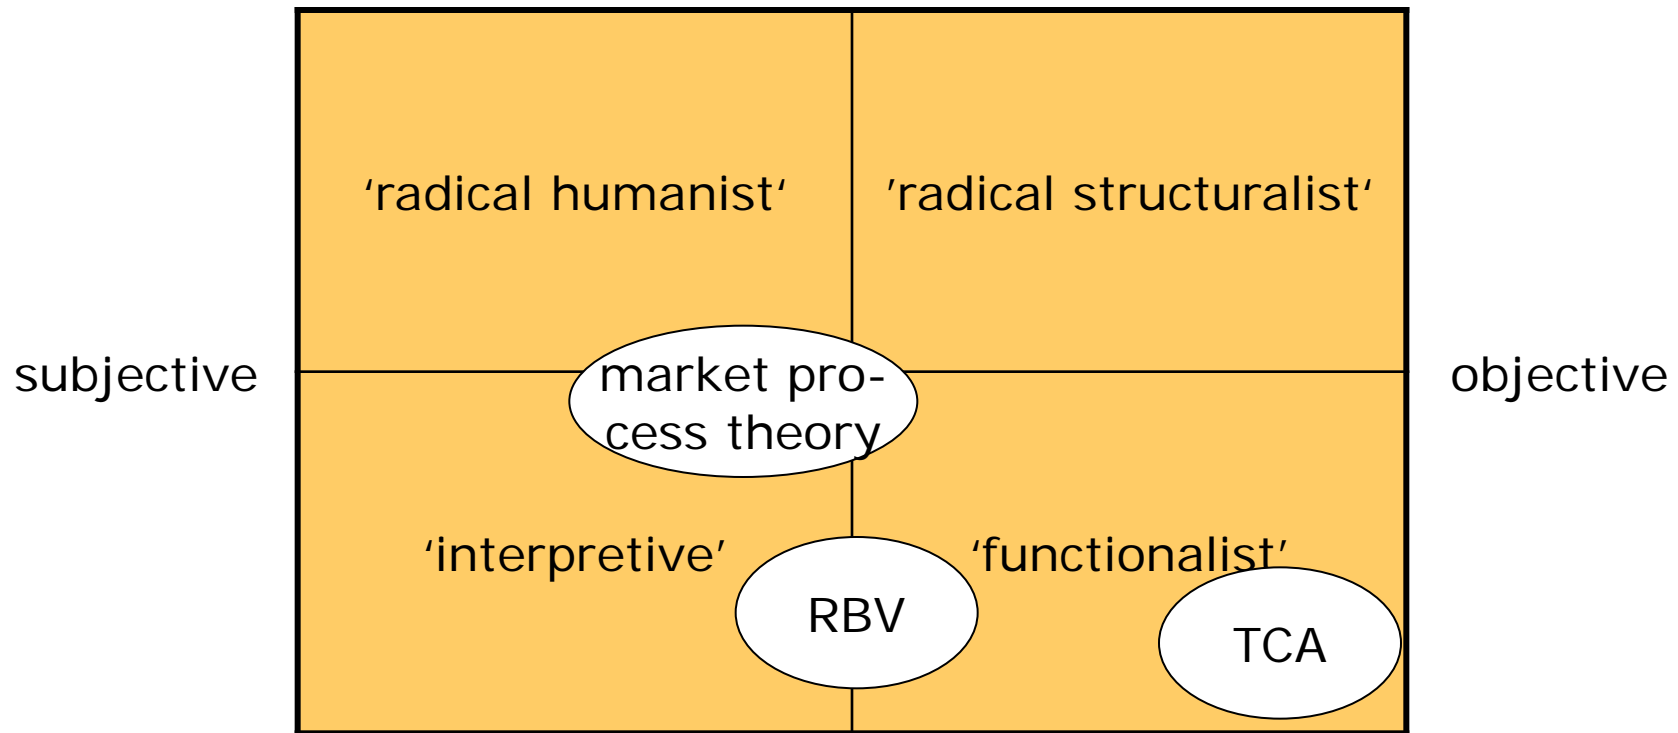 ‘radical humanist‘
’radical structuralist‘
subjective
market pro-
cess theory
objective
‘interpretive’
‘functionalist’
RBV
TCA